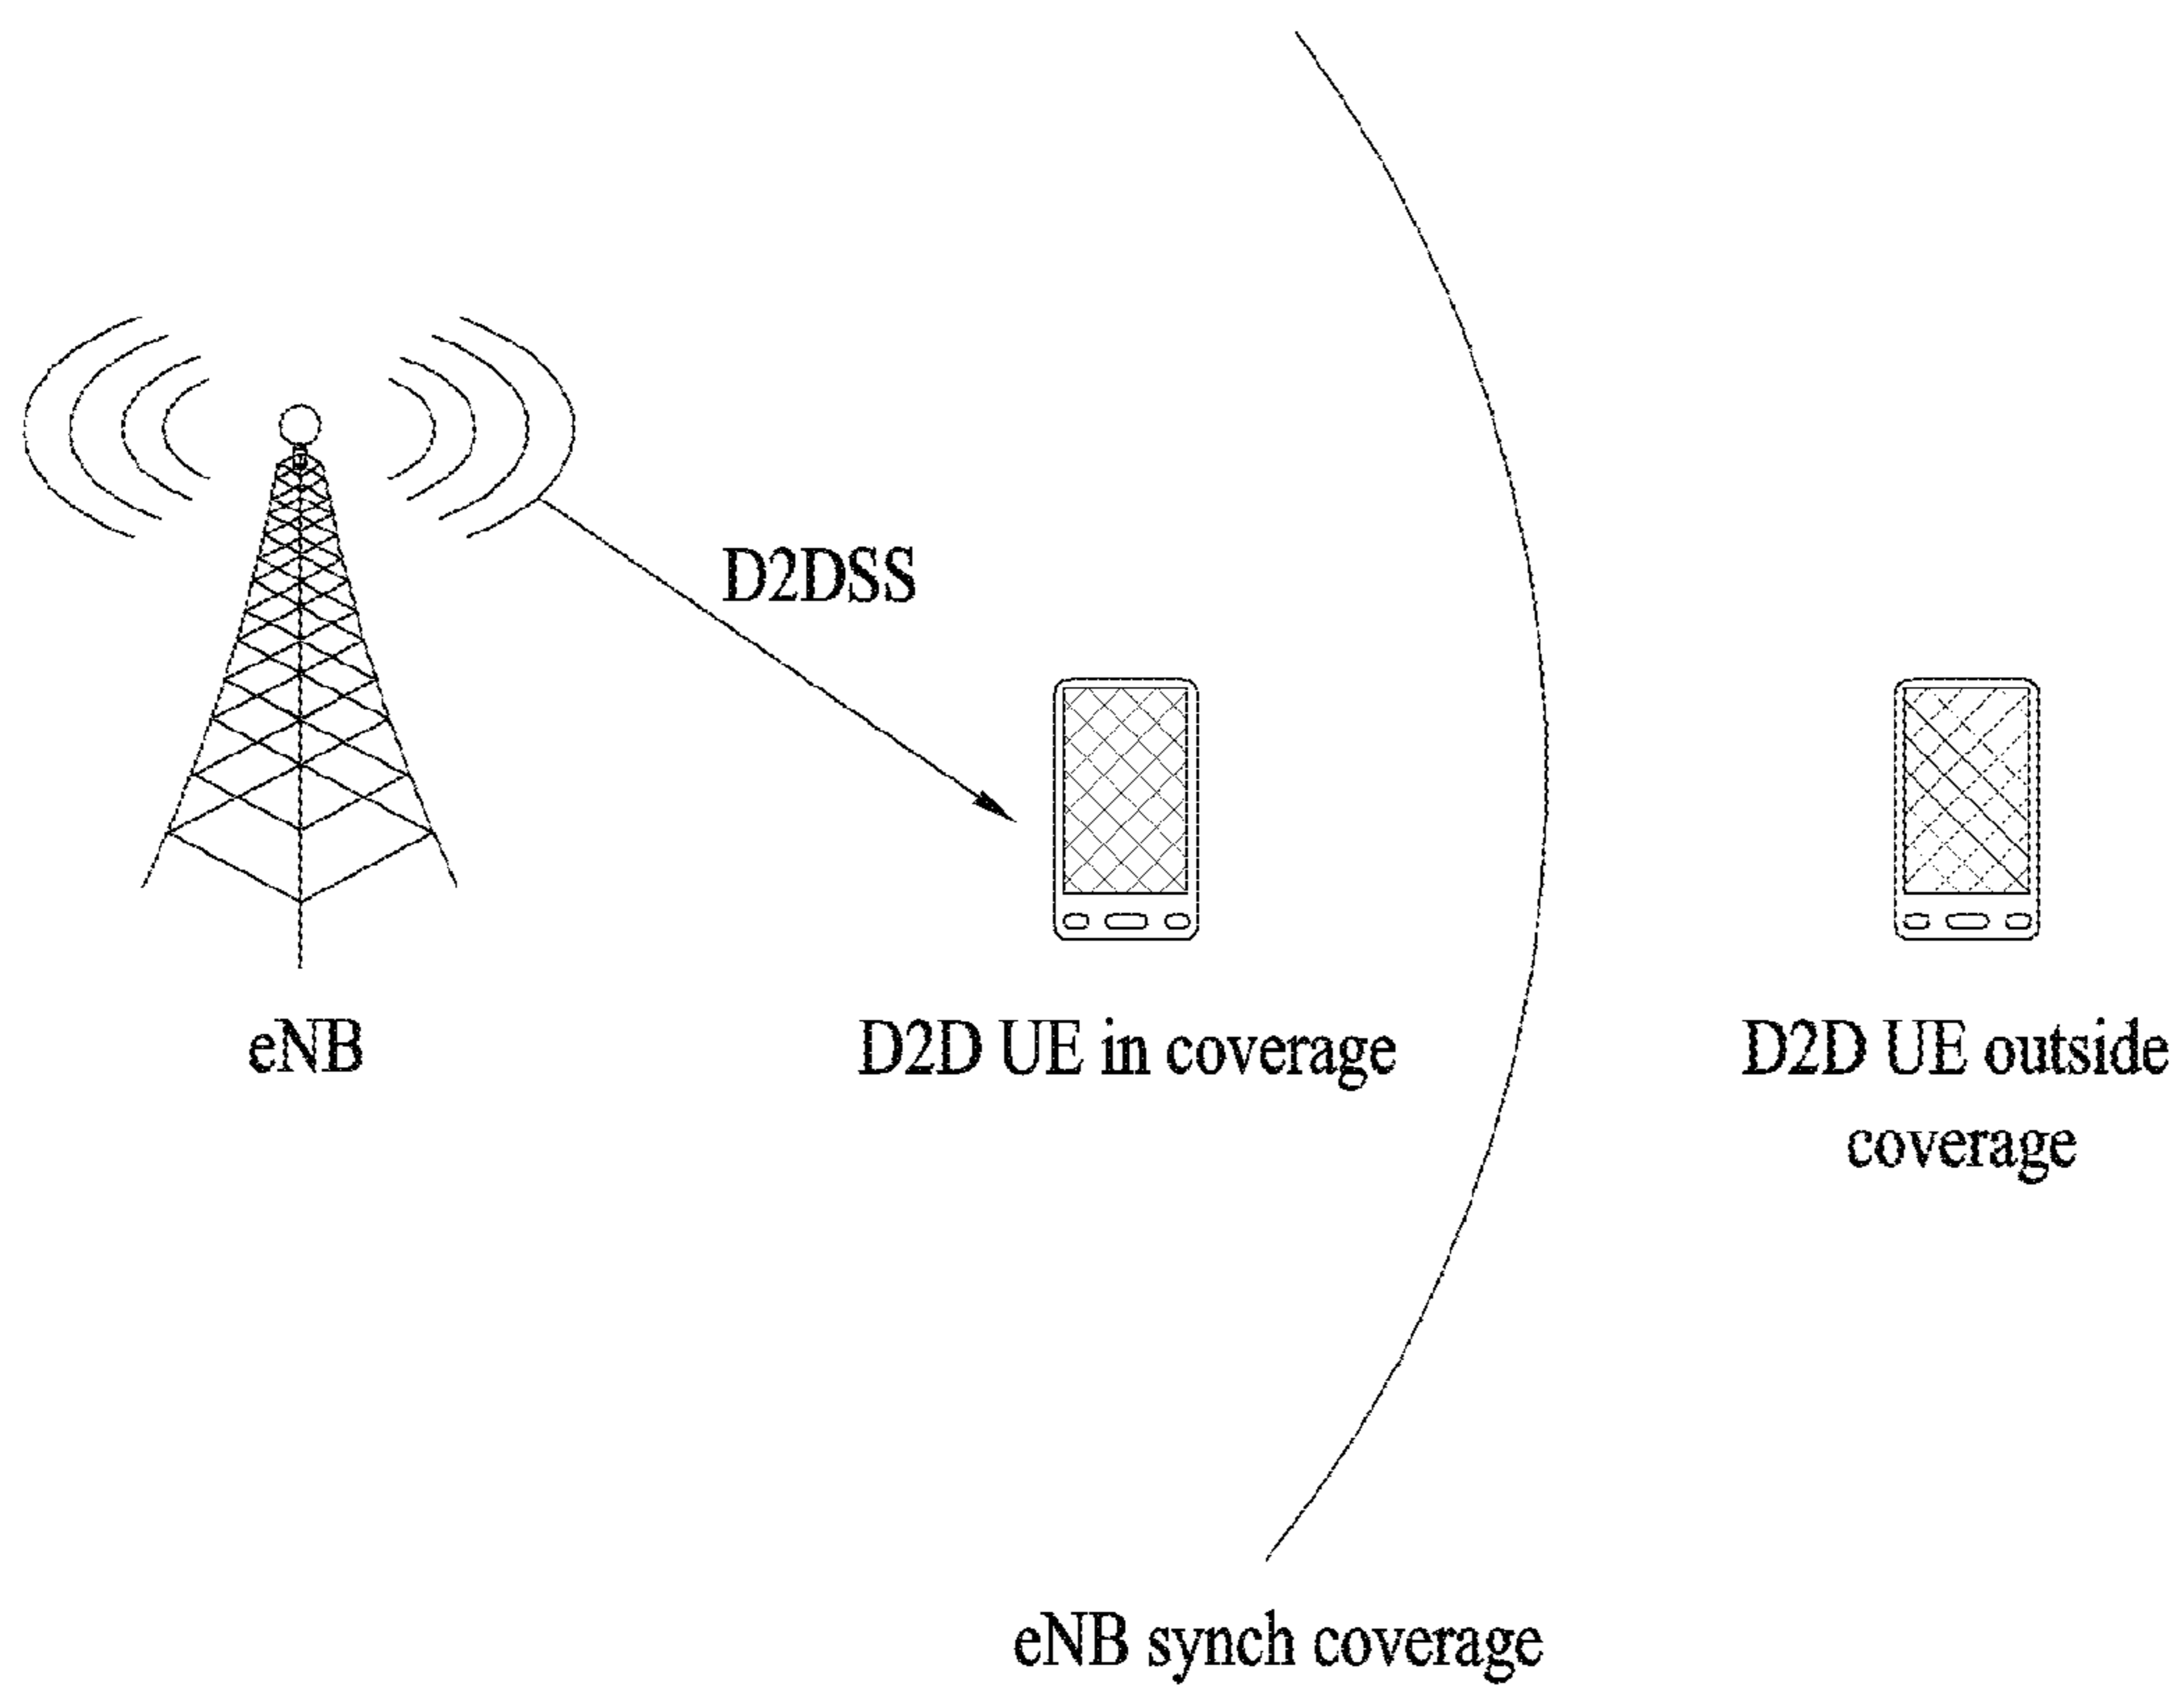 D2DSS
eNB
D2D UE in coverage
D2D UE outside
coverage
eNB synch coverage